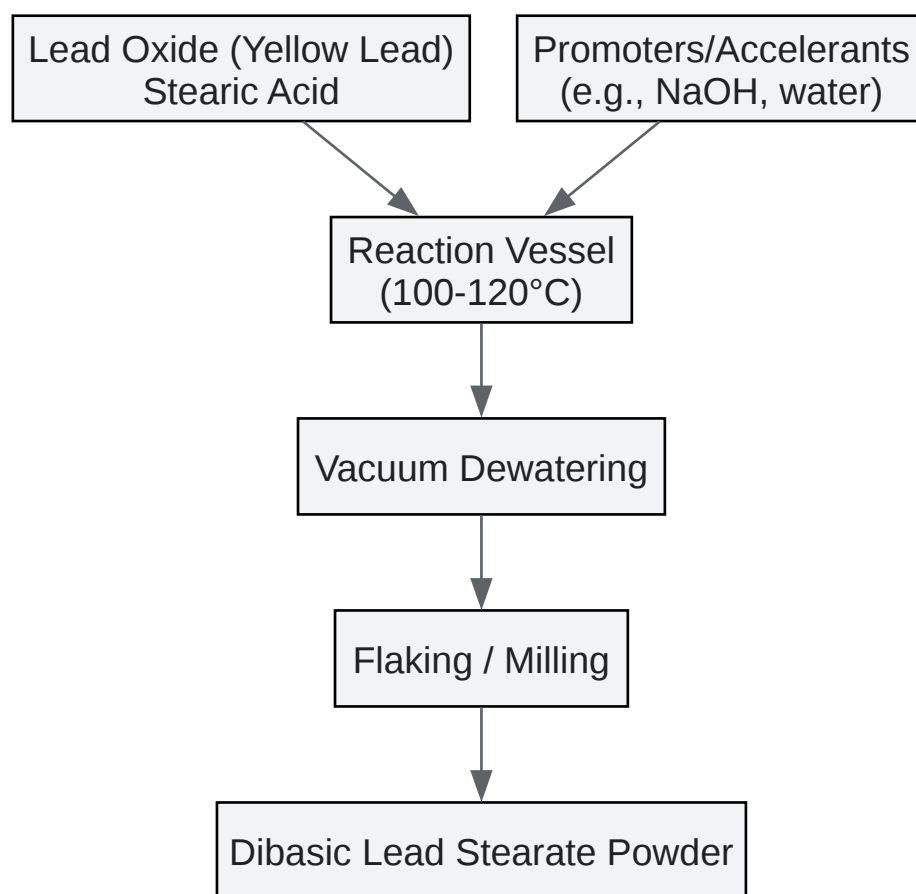 Lead Oxide (Yellow Lead)
Stearic Acid
Promoters/Accelerants
(e.g., NaOH, water)
Reaction Vessel
(100-120°C)
Vacuum Dewatering
Flaking / Milling
Dibasic Lead Stearate Powder